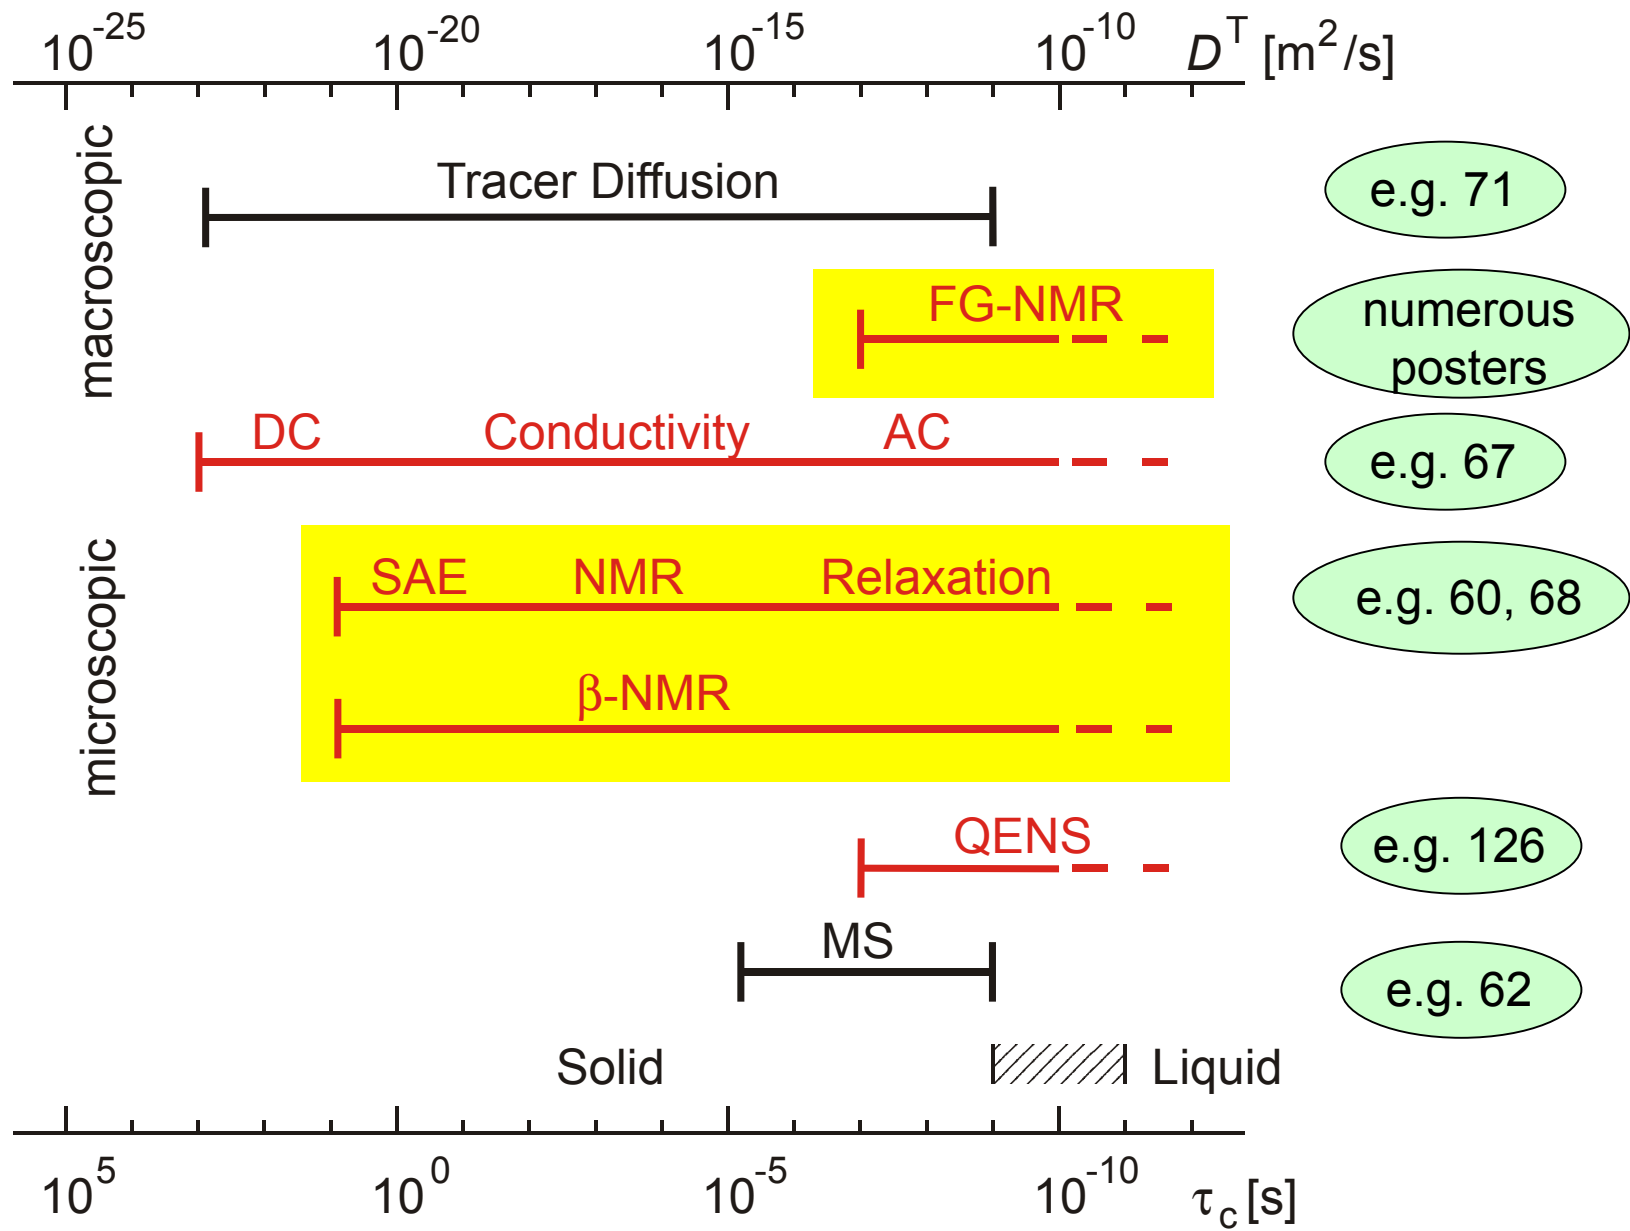 10^-25 10^-20 10^-15 10^-10 D^T [m^2/s]
macroscopic
Tracer Diffusion
e.g. 71
FG-NMR
numerous
posters
DC Conductivity AC
e.g. 67
microscopic
SAE NMR Relaxation
e.g. 60, 68
β-NMR
QENS
e.g. 126
MS
e.g. 62
Solid Liquid
10^5 10^0 10^-5 10^-10 τ_c [s]